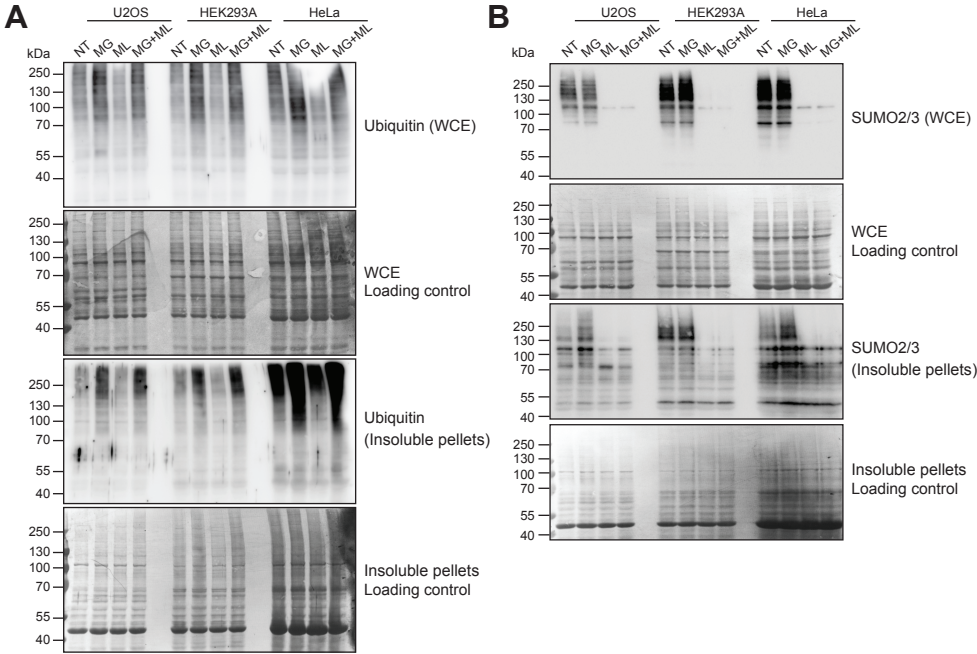 A
U2OS HEK293A HeLa
kDa NT MG ML MG+ML NT MG ML MG+ML NT MG ML MG+ML
250
130
100
70
55
40
Ubiquitin (WCE)
250
130
100
70
55
40
WCE
Loading control
250
130
100
70
55
40
Ubiquitin
(Insoluble pellets)
250
130
100
70
55
40
Insoluble pellets
Loading control
B
U2OS HEK293A HeLa
kDa NT MG ML MG+ML NT MG ML MG+ML NT MG ML MG+ML
250
130
100
70
55
40
SUMO2/3 (WCE)
250
130
100
70
55
40
WCE
Loading control
250
130
100
70
55
40
SUMO2/3
(Insoluble pellets)
250
130
100
70
55
40
Insoluble pellets
Loading control